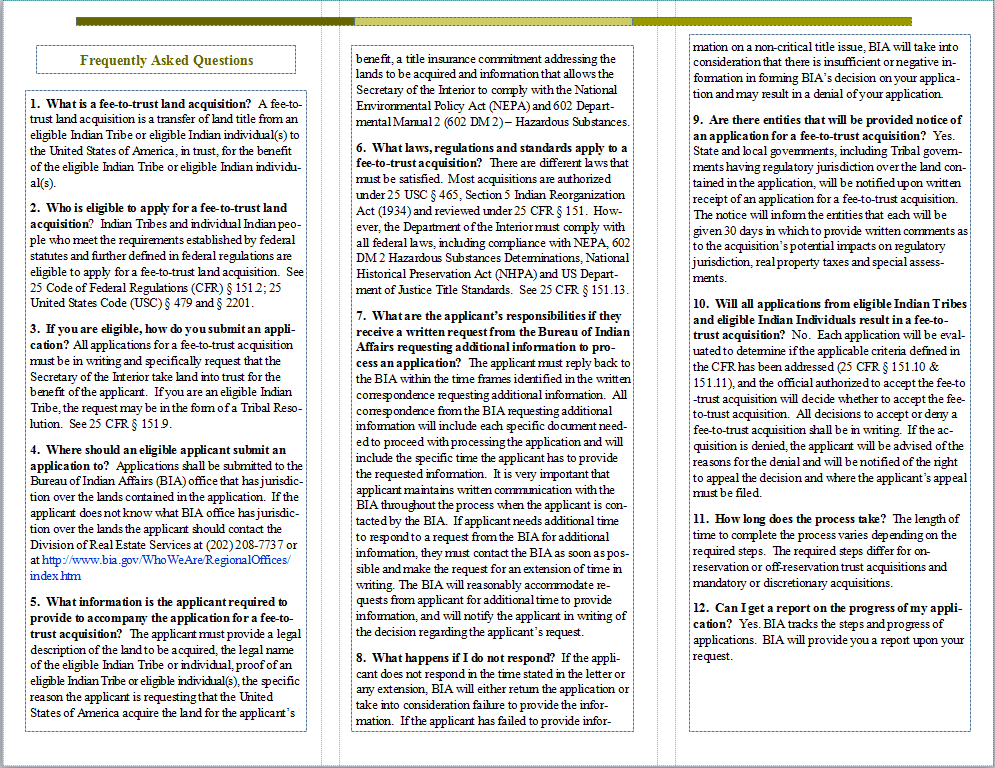 Frequently Asked Questions
1. What is a fee-to-trust land acquisition? A fee-to-
trust land acquisition is a transfer of land title from an
eligible Indian Tribe or eligible Indian individual(s) to
the United States of America, in trust, for the benefit
of the eligible Indian Tribe or eligible Indian individu-
al(s).
2. Who is eligible to apply for a fee-to-trust land
acquisition? Indian Tribes and individual Indian peo-
ple who meet the requirements established by federal
statutes and further defined in federal regulations are
eligible to apply for a fee-to-trust land acquisition. See
25 Code of Federal Regulations (CFR) § 151.2; 25
United States Code (USC) § 479 and § 2201.
3. If you are eligible, how do you submit an appli-
cation? All applications for a fee-to-trust acquisition
must be in writing and specifically request that the
Secretary of the Interior take land into trust for the
benefit of the applicant. If you are an eligible Indian
Tribe, the request may be in the form of a Tribal Reso-
lution. See 25 CFR § 151.9.
4. Where should an eligible applicant submit an
application to? Applications shall be submitted to the
Bureau of Indian Affairs (BIA) office that has jurisdic-
tion over the lands contained in the application. If the
applicant does not know what BIA office has jurisdic-
tion over the lands the applicant should contact the
Division of Real Estate Services at (202) 208-7737 or
at http://www.bia.gov/WhoWeAre/RegionalOffices/
index.htm
5. What information is the applicant required to
provide to accompany the application for a fee-to-
trust acquisition? The applicant must provide a legal
description of the land to be acquired, the legal name
of the eligible Indian Tribe or individual, proof of an
eligible Indian Tribe or eligible individual(s), the specific
reason the applicant is requesting that the United
States of America acquire the land for the applicant's
benefit, a title insurance commitment addressing the
lands to be acquired and information that allows the
Secretary of the Interior to comply with the National
Environmental Policy Act (NEPA) and 602 Depart-
mental Manual 2 (602 DM 2) – Hazardous Substances.
6. What laws, regulations and standards apply to a
fee-to-trust acquisition? There are different laws that
must be satisfied. Most acquisitions are authorized
under 25 USC § 465, Section 5 Indian Reorganization
Act (1934) and reviewed under 25 CFR § 151. How-
ever, the Department of the Interior must comply with
all federal laws, including compliance with NEPA, 602
DM 2 Hazardous Substances Determinations, National
Historical Preservation Act (NHPA) and US Depart-
ment of Justice Title Standards. See 25 CFR § 151.13.
7. What are the applicant's responsibilities if they
receive a written request from the Bureau of Indian
Affairs requesting additional information to pro-
cess an application? The applicant must reply back to
the BIA within the time frames identified in the written
correspondence requesting additional information. All
correspondence from the BIA requesting additional
information will include each specific document need-
ed to proceed with processing the application and will
include the specific time the applicant has to provide
the requested information. It is very important that
applicant maintains written communication with the
BIA throughout the process when the applicant is con-
tacted by the BIA. If applicant needs additional time
to respond to a request from the BIA for additional
information, they must contact the BIA as soon as pos-
sible and make the request for an extension of time in
writing. The BIA will reasonably accommodate re-
quests from applicant for additional time to provide
information, and will notify the applicant in writing of
the decision regarding the applicant's request.
8. What happens if I do not respond? If the appli-
cant does not respond in the time stated in the letter or
any extension, BIA will either return the application or
take into consideration failure to provide the infor-
mation. If the applicant has failed to provide infor-
mation on a non-critical title issue, BIA will take into
consideration that there is insufficient or negative in-
formation in forming BIA's decision on your applica-
tion and may result in a denial of your application.
9. Are there entities that will be provided notice of
an application for a fee-to-trust acquisition? Yes.
State and local governments, including Tribal govern-
ments having regulatory jurisdiction over the land con-
tained in the application, will be notified upon written
receipt of an application for a fee-to-trust acquisition.
The notice will inform the entities that each will be
given 30 days in which to provide written comments as
to the acquisition's potential impacts on regulatory
jurisdiction, real property taxes and special assess-
ments.
10. Will all applications from eligible Indian Tribes
and eligible Indian Individuals result in a fee-to-
trust acquisition? No. Each application will be eval-
uated to determine if the applicable criteria defined in
the CFR has been addressed (25 CFR § 151.10 &
151.11), and the official authorized to accept the fee-to
-trust acquisition will decide whether to accept the fee-
to-trust acquisition. All decisions to accept or deny a
fee-to-trust acquisition shall be in writing. If the ac-
quisition is denied, the applicant will be advised of the
reasons for the denial and will be notified of the right
to appeal the decision and where the applicant's appeal
must be filed.
11. How long does the process take? The length of
time to complete the process varies depending on the
required steps. The required steps differ for on-
reservation or off-reservation trust acquisitions and
mandatory or discretionary acquisitions.
12. Can I get a report on the progress of my appli-
cation? Yes. BIA tracks the steps and progress of
applications. BIA will provide you a report upon your
request.